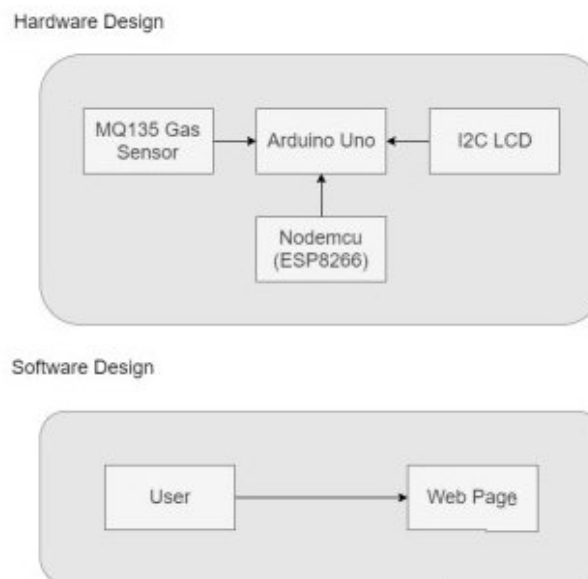 Hardware Design
MQ135 Gas
Sensor
Arduino Uno
I2C LCD
Nodemcu
(ESP8266)
Software Design
User
Web Page